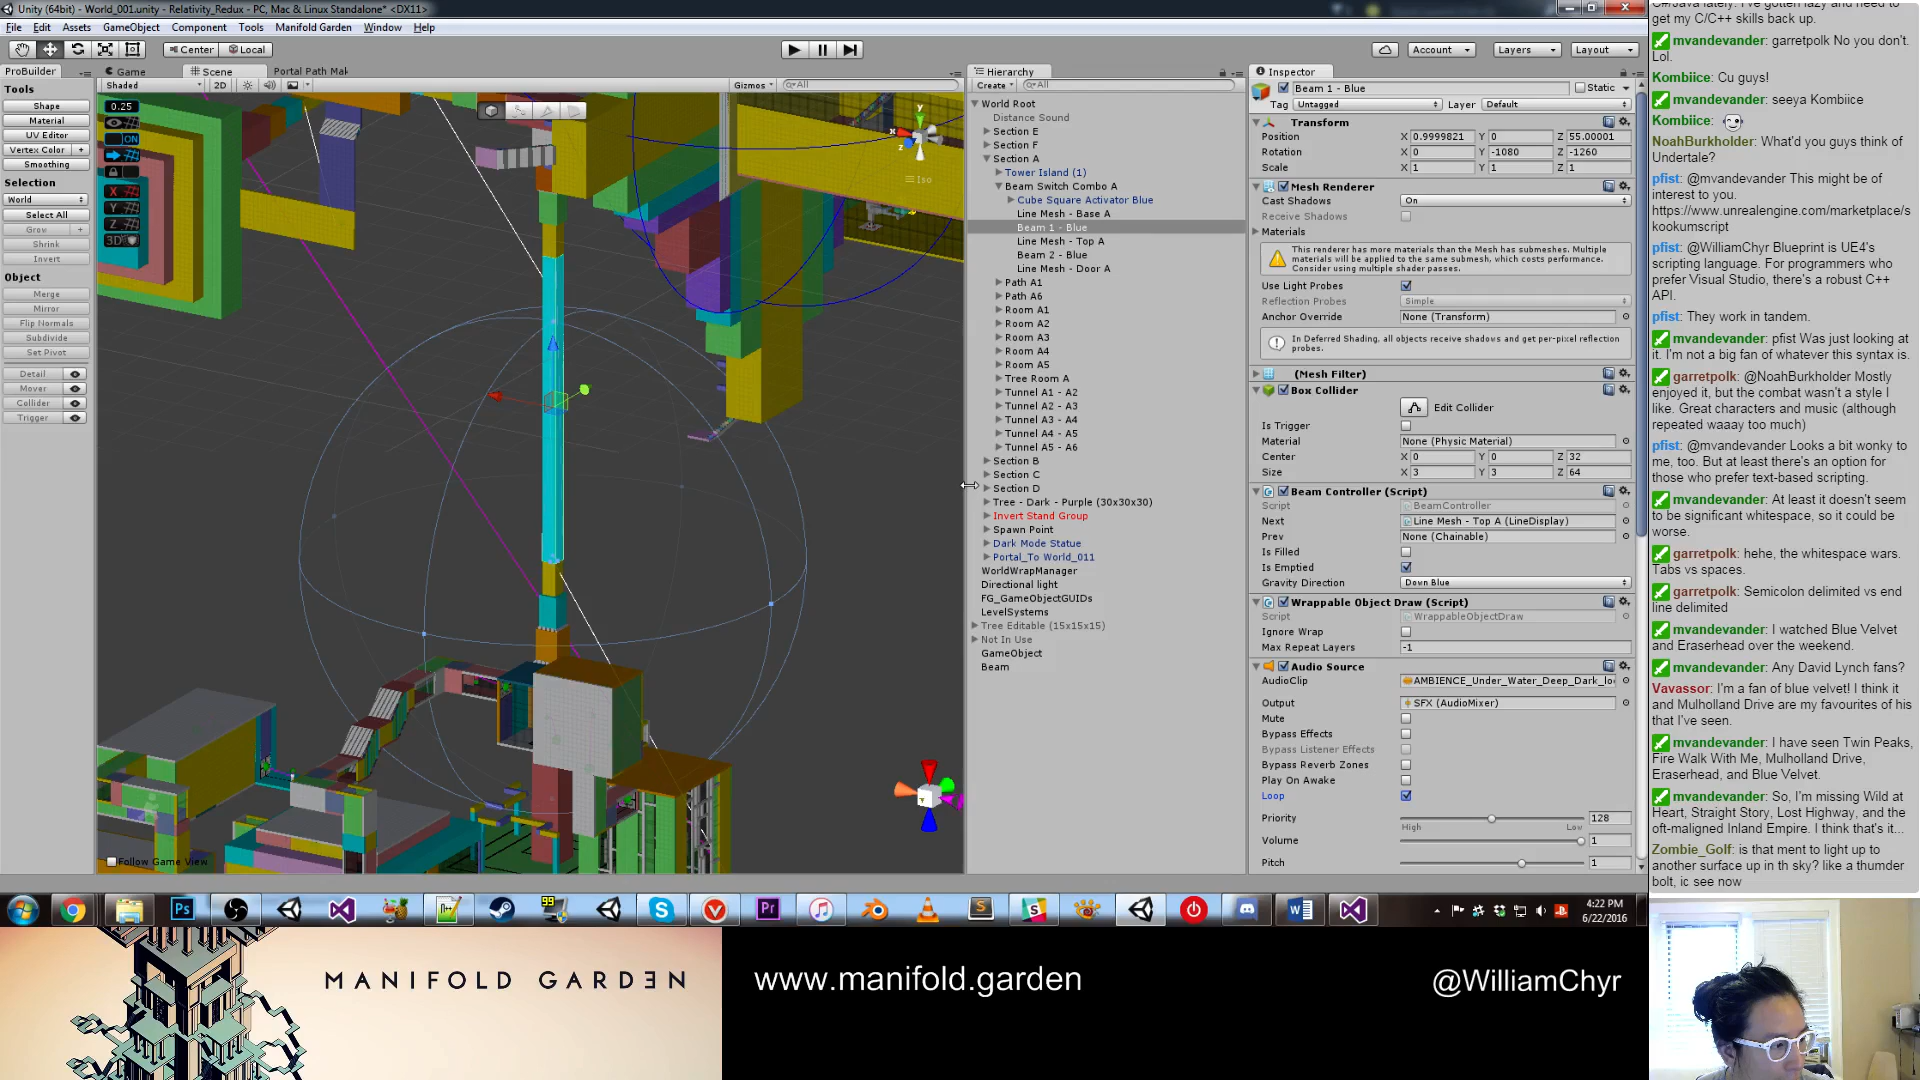 Unity (64bit) - World_001.unity - Relativity_Redux - PC, Mac & Linux Standalone* <DX11>
File Edit Assets GameObject Component Tools Manifold Garden Window Help
Center Local
Account Layers Layout
ProBuilder
Game Scene Portal Path Mak
Shaded 2D Gizmos All
Tools
Shape
Material
UV Editor
Vertex Color +
Smoothing
Selection
World
Select All
Grow +
Shrink
Invert
Object
Merge
Mirror
Flip Normals
Subdivide
Set Pivot
Detail
Mover
Collider
Trigger
0.25
ON
X
Y
Z
3D
y
x
z
Iso
Follow Game View
Hierarchy
Create All
World Root
Distance Sound
Section E
Section F
Section A
Tower Island (1)
Beam Switch Combo A
Cube Square Activator Blue
Line Mesh - Base A
Beam 1 - Blue
Line Mesh - Top A
Beam 2 - Blue
Line Mesh - Door A
Path A1
Path A6
Room A1
Room A2
Room A3
Room A4
Room A5
Tree Room A
Tunnel A1 - A2
Tunnel A2 - A3
Tunnel A3 - A4
Tunnel A4 - A5
Tunnel A5 - A6
Section B
Section C
Section D
Tree - Dark - Purple (30x30x30)
Invert Stand Group
Spawn Point
Dark Mode Statue
Portal_To World_011
WorldWrapManager
Directional light
FG_GameObjectGUIDs
LevelSystems
Tree Editable (15x15x15)
Not In Use
GameObject
Beam
Inspector
Beam 1 - Blue Static
Tag Untagged Layer Default
Transform
Position X 0.9999821 Y 0 Z 55.00001
Rotation X 0 Y -1080 Z -1260
Scale X 1 Y 1 Z 1
Mesh Renderer
Cast Shadows On
Receive Shadows
Materials
This renderer has more materials than the Mesh has submeshes. Multiple
materials will be applied to the same submesh, which costs performance.
Consider using multiple shader passes.
Use Light Probes
Reflection Probes Simple
Anchor Override None (Transform)
In Deferred Shading, all objects receive shadows and get per-pixel reflection
probes.
(Mesh Filter)
Box Collider
Edit Collider
Is Trigger
Material None (Physic Material)
Center X 0 Y 0 Z 32
Size X 3 Y 3 Z 64
Beam Controller (Script)
Script BeamController
Next Line Mesh - Top A (LineDisplay)
Prev None (Chainable)
Is Filled
Is Emptied
Gravity Direction Down Blue
Wrappable Object Draw (Script)
Script WrappableObjectDraw
Ignore Wrap
Max Repeat Layers -1
Audio Source
AudioClip AMBIENCE_Under_Water_Deep_Dark_lo
Output SFX (AudioMixer)
Mute
Bypass Effects
Bypass Listener Effects
Bypass Reverb Zones
Play On Awake
Loop
Priority 128
High Low
Volume 1
Pitch 1
C#/Java lately. I've gotten lazy and need to
get my C/C++ skills back up.
mvandevander: garretpolk No you don't.
Lol.
Kombiice: Cu guys!
mvandevander: seeya Kombiice
Kombiice:
NoahBurkholder: What'd you guys think of
Undertale?
pfist: @mvandevander This might be of
interest to you.
https://www.unrealengine.com/marketplace/s
kookumscript
pfist: @WilliamChyr Blueprint is UE4's
scripting language. For programmers who
prefer Visual Studio, there's a robust C++
API.
pfist: They work in tandem.
mvandevander: pfist Was just looking at
it. I'm not a big fan of whatever this syntax is.
garretpolk: @NoahBurkholder Mostly
enjoyed it, but the combat wasn't a style I
like. Great characters and music (although
repeated waaay too much)
pfist: @mvandevander Looks a bit wonky to
me, too. But at least there's an option for
those who prefer text-based scripting.
mvandevander: At least it doesn't seem
to be significant whitespace, so it could be
worse.
garretpolk: hehe, the whitespace wars.
Tabs vs spaces.
garretpolk: Semicolon delimited vs end
line delimited
mvandevander: I watched Blue Velvet
and Eraserhead over the weekend.
mvandevander: Any David Lynch fans?
Vavassor: I'm a fan of blue velvet! I think it
and Mulholland Drive are my favourites of his
that I've seen.
mvandevander: I have seen Twin Peaks,
Fire Walk With Me, Mulholland Drive,
Eraserhead, and Blue Velvet.
mvandevander: So, I'm missing Wild at
Heart, Straight Story, Lost Highway, and the
oft-maligned Inland Empire. I think that's it...
Zombie_Golf: is that ment to light up to
another surface up in th sky? like a thunder
bolt, ic see now
Ps
99
Pr
S
W
4:22 PM
6/22/2016
MANIFOLD GARDEN
www.manifold.garden
@WilliamChyr